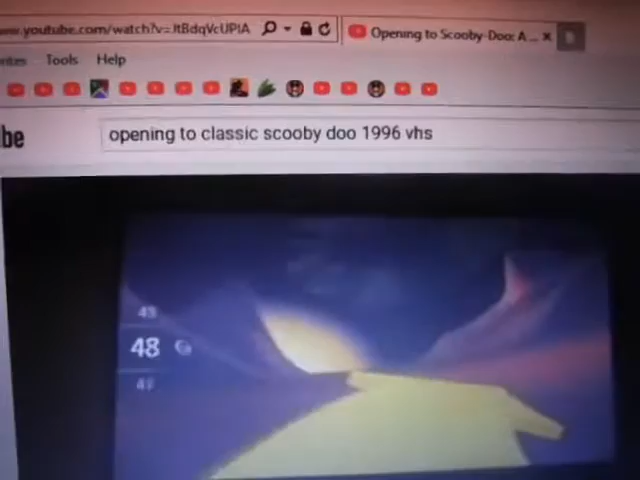 www.youtube.com/watch?v=JtBdqVcUPIA
Opening to Scooby-Doo: A ...
Tools Help
be
opening to classic scooby doo 1996 vhs
48